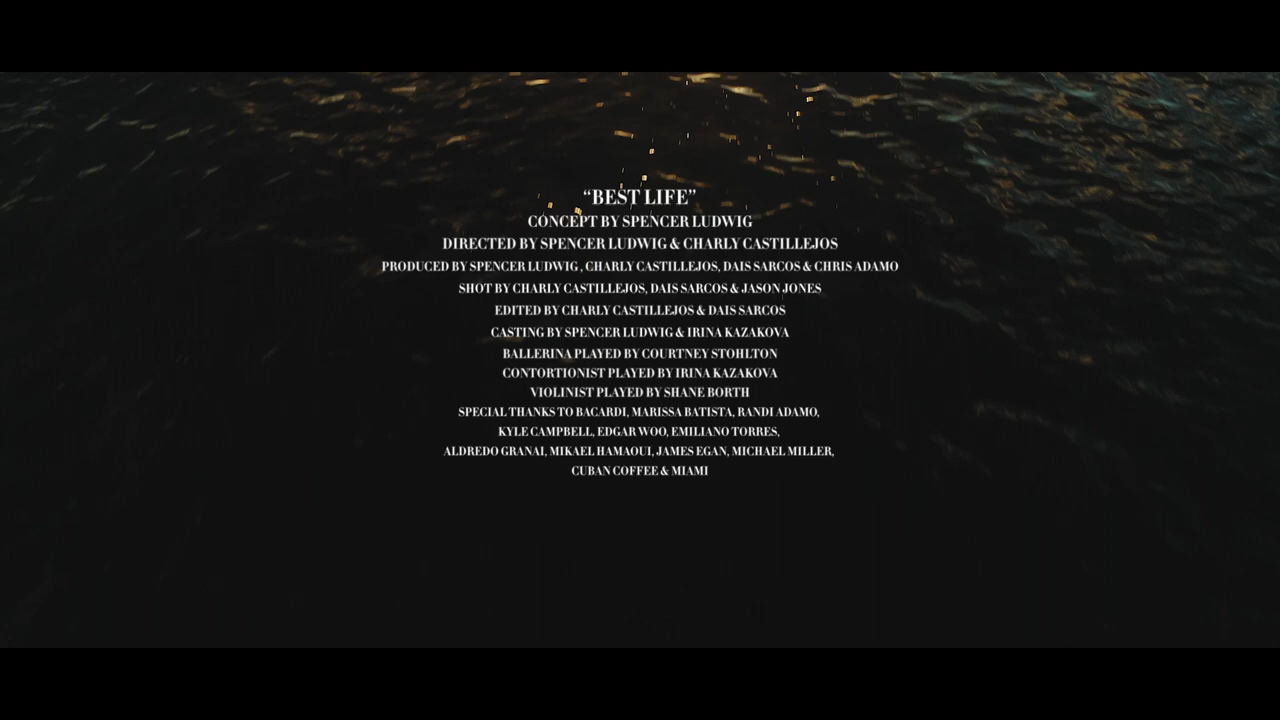 “BEST LIFE”
CONCEPT BY SPENCER LUDWIG
DIRECTED BY SPENCER LUDWIG & CHARLY CASTILLEJOS
PRODUCED BY SPENCER LUDWIG , CHARLY CASTILLEJOS, DAIS SARCOS & CHRIS ADAMO
SHOT BY CHARLY CASTILLEJOS, DAIS SARCOS & JASON JONES
EDITED BY CHARLY CASTILLEJOS & DAIS SARCOS
CASTING BY SPENCER LUDWIG & IRINA KAZAKOVA
BALLERINA PLAYED BY COURTNEY STOHLTON
CONTORTIONIST PLAYED BY IRINA KAZAKOVA
VIOLINIST PLAYED BY SHANE BORTH
SPECIAL THANKS TO BACARDI, MARISSA BATISTA, RANDI ADAMO,
KYLE CAMPBELL, EDGAR WOO, EMILIANO TORRES,
ALDREDO GRANAI, MIKAEL HAMAOUI, JAMES EGAN, MICHAEL MILLER,
CUBAN COFFEE & MIAMI